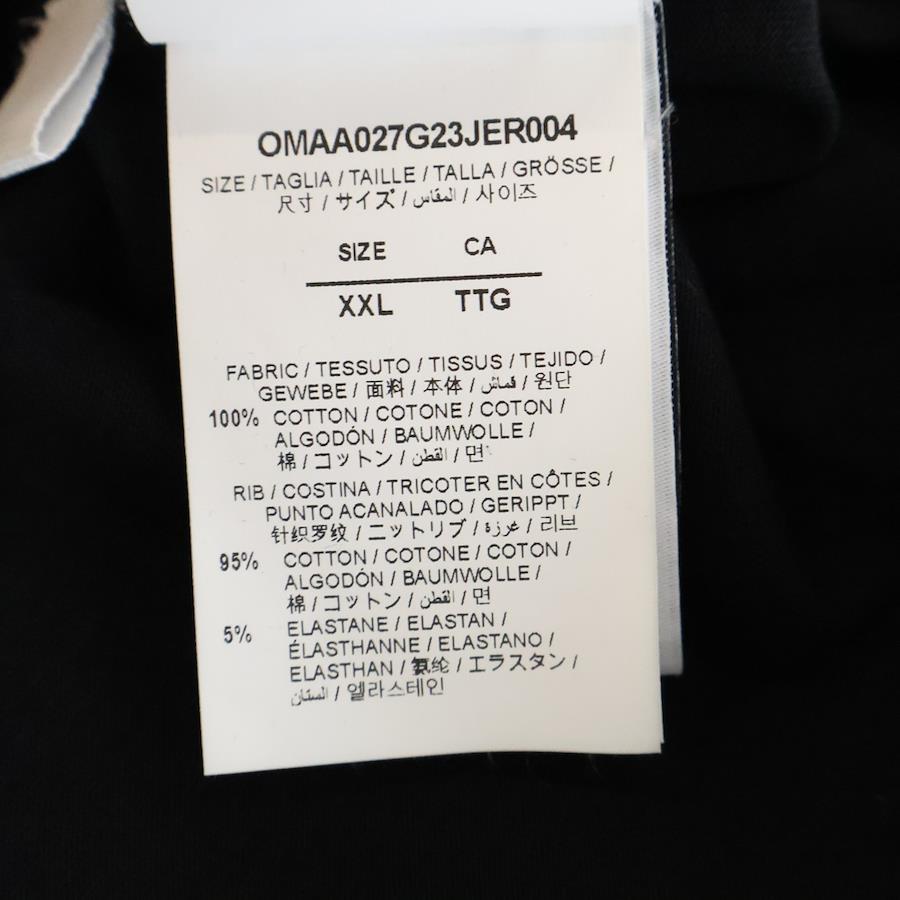 OMAA027G23JER004
SIZE / TAGLIA / TAILLE / TALLA / GRÖSSE /
尺寸 / サイズ / المقاس / 사이즈
SIZE CA
XXL TTG
FABRIC / TESSUTO / TISSUS / TEJIDO /
GEWEBE / 面料 / 本体 / قماش / 원단
100% COTTON / COTONE / COTON /
ALGODÓN / BAUMWOLLE /
棉 / コットン / القطن / 면
RIB / COSTINA / TRICOTER EN CÔTES /
PUNTO ACANALADO / GERIPPT /
针织罗纹 / ニットリブ / غرزة / 리브
95% COTTON / COTONE / COTON /
ALGODÓN / BAUMWOLLE /
棉 / コットン / القطن / 면
5% ELASTANE / ELASTAN /
ÉLASTHANNE / ELASTANO /
ELASTHAN / 氨纶 / エラスタン /
الستان / 엘라스테인